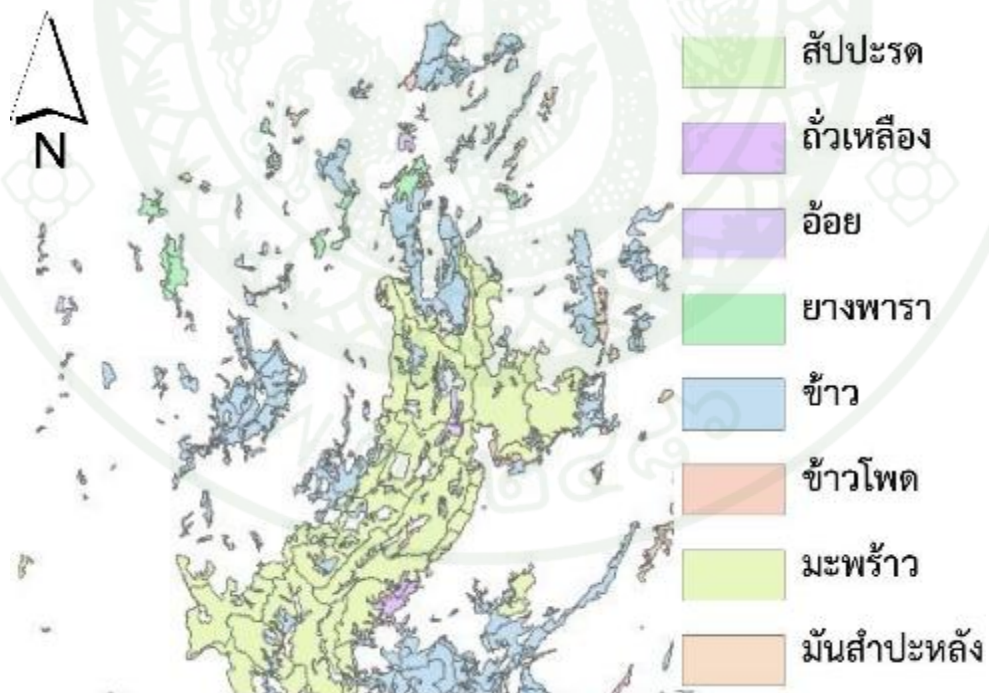 N
สัปปะรด
ถั่วเหลือง
อ้อย
ยางพารา
ข้าว
ข้าวโพด
มะพร้าว
มันสำปะหลัง